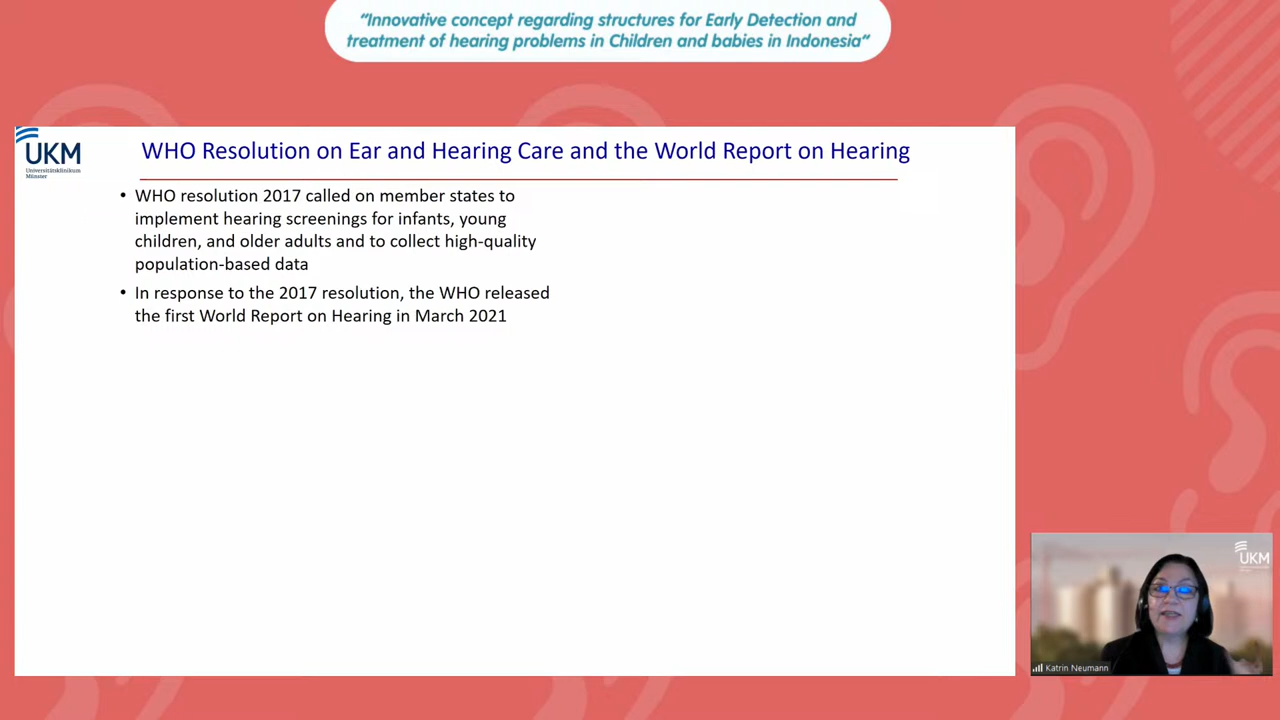 “Innovative concept regarding structures for Early Detection and
treatment of hearing problems in Children and babies in Indonesia“
UKM
Universitätsklinikum
Münster
WHO Resolution on Ear and Hearing Care and the World Report on Hearing
• WHO resolution 2017 called on member states to
implement hearing screenings for infants, young
children, and older adults and to collect high-quality
population-based data
• In response to the 2017 resolution, the WHO released
the first World Report on Hearing in March 2021
UKM
Katrin Neumann